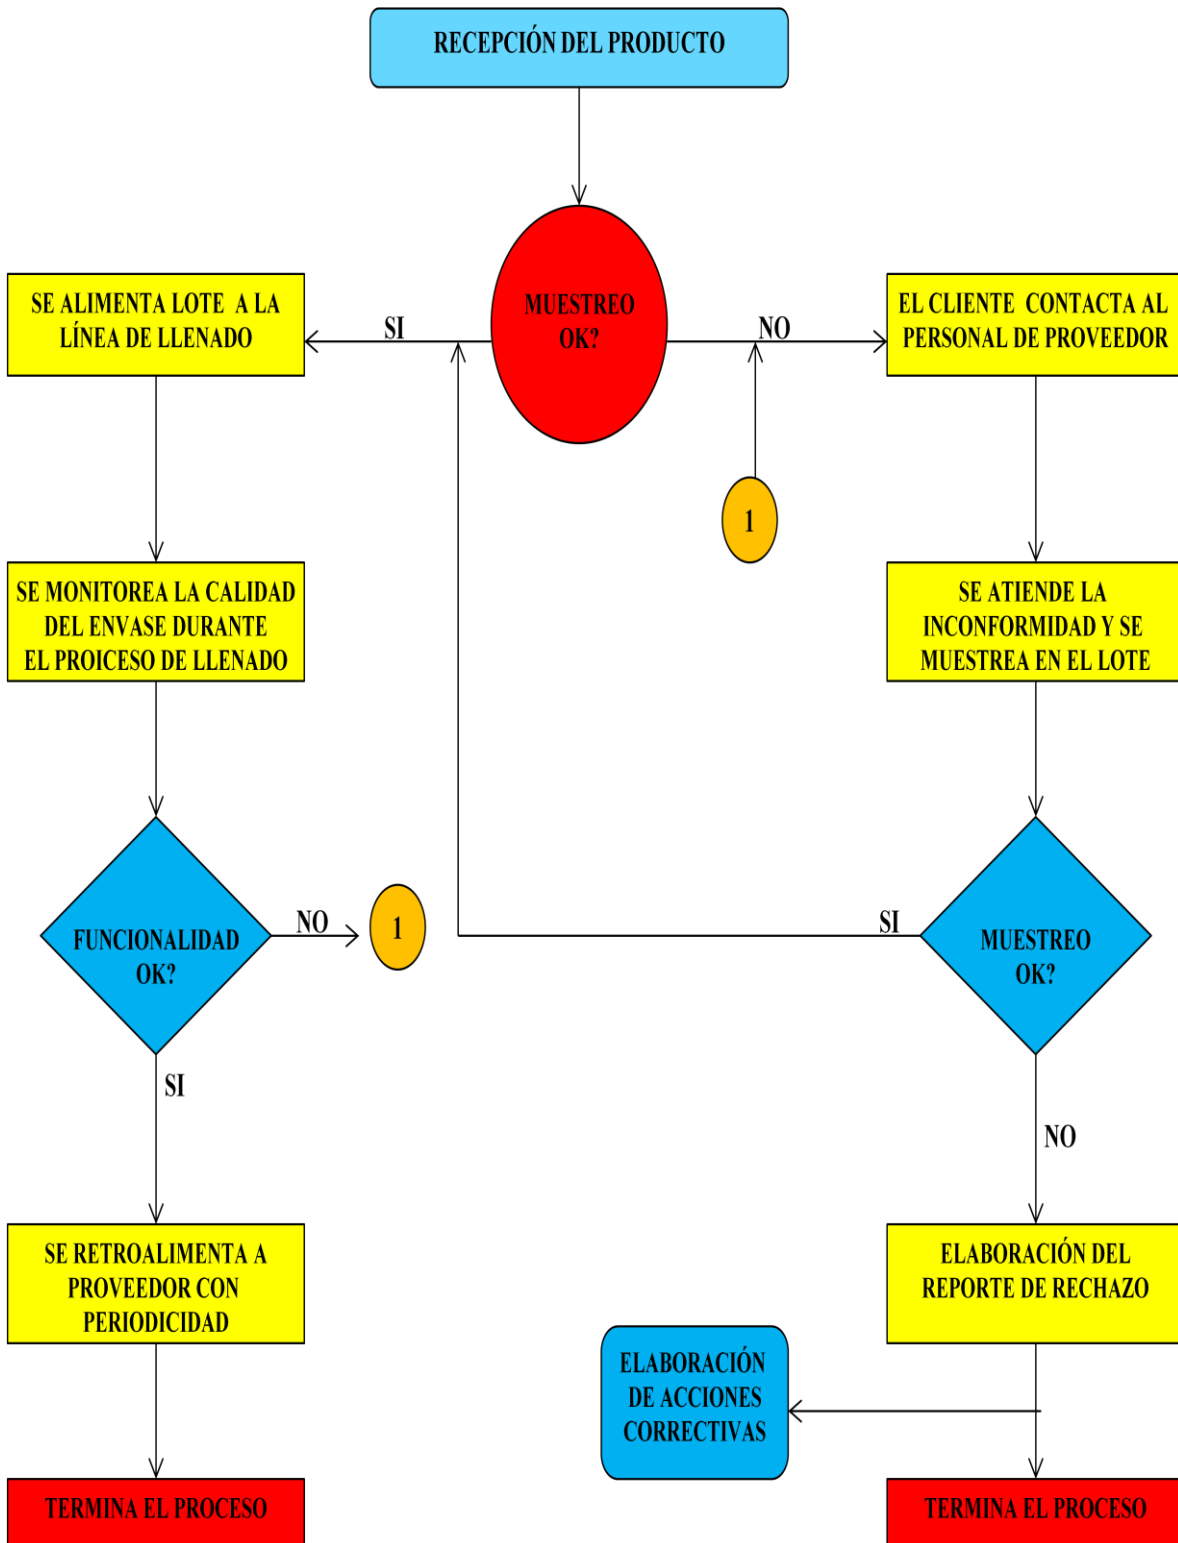 RECEPCIÓN DEL PRODUCTO
MUESTREO
OK?
SI
NO
SE ALIMENTA LOTE A LA
LÍNEA DE LLENADO
EL CLIENTE CONTACTA AL
PERSONAL DE PROVEEDOR
1
SE MONITOREA LA CALIDAD
DEL ENVASE DURANTE
EL PROICESO DE LLENADO
SE ATIENDE LA
INCONFORMIDAD Y SE
MUESTREA EN EL LOTE
FUNCIONALIDAD
OK?
NO
1
SI
MUESTREO
OK?
SI
NO
SE RETROALIMENTA A
PROVEEDOR CON
PERIODICIDAD
ELABORACIÓN DEL
REPORTE DE RECHAZO
ELABORACIÓN
DE ACCIONES
CORRECTIVAS
TERMINA EL PROCESO
TERMINA EL PROCESO